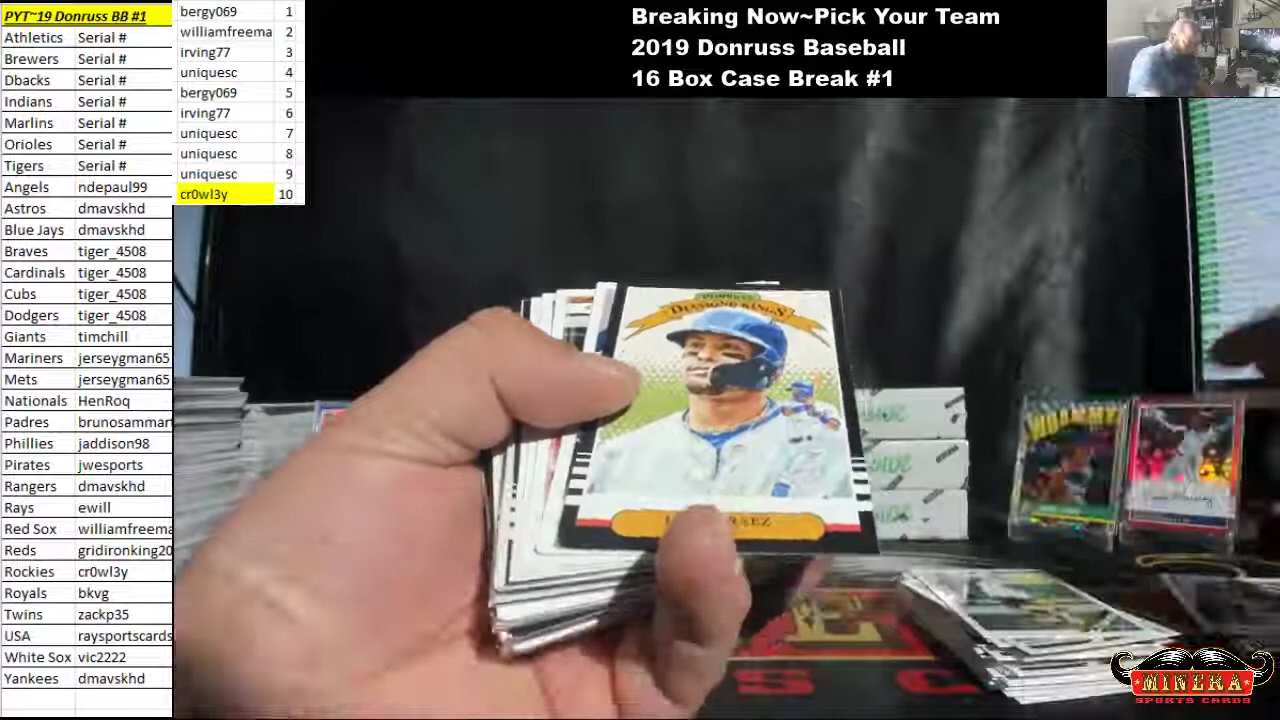 PYT~19 Donruss BB #1
Athletics Serial #
Brewers Serial #
Dbacks Serial #
Indians Serial #
Marlins Serial #
Orioles Serial #
Tigers Serial #
Angels ndepaul99
Astros dmavskhd
Blue Jays dmavskhd
Braves tiger_4508
Cardinals tiger_4508
Cubs tiger_4508
Dodgers tiger_4508
Giants timchill
Mariners jerseygman65
Mets jerseygman65
Nationals HenRoq
Padres brunosammar
Phillies jaddison98
Pirates jwesports
Rangers dmavskhd
Rays ewill
Red Sox williamfreema
Reds gridironking20
Rockies cr0wl3y
Royals bkvg
Twins zackp35
USA raysportscards
White Sox vic2222
Yankees dmavskhd
bergy069 1
williamfreema 2
irving77 3
uniquesc 4
bergy069 5
irving77 6
uniquesc 7
uniquesc 8
uniquesc 9
cr0wl3y 10
Breaking Now~Pick Your Team
2019 Donruss Baseball
16 Box Case Break #1
DONRUSS
DIAMOND KINGS
WHAMMY
MINERA
SPORTS CARDS